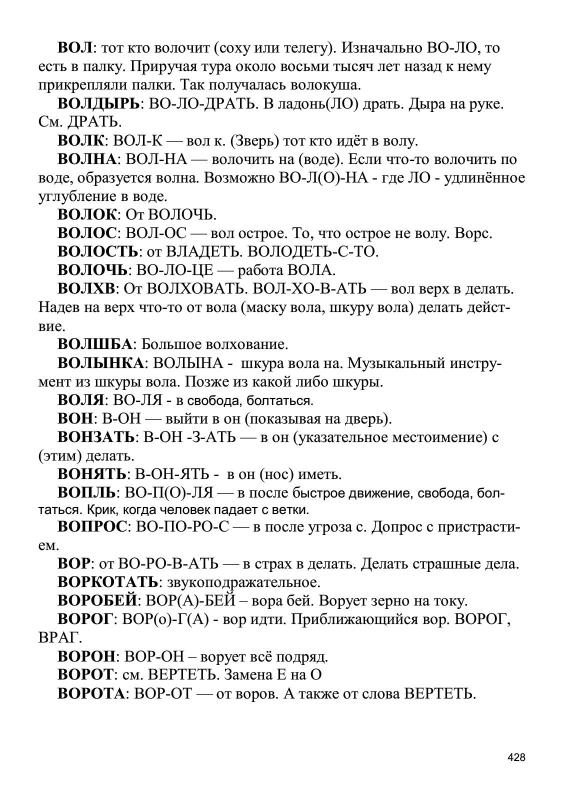 ВОЛ: тот кто волочит (соху или телегу). Изначально ВО-ЛО, то
есть в палку. Приручая тура около восьми тысяч лет назад к нему
прикрепляли палки. Так получалась волокуша.
ВОЛДЫРЬ: ВО-ЛО-ДРАТЬ. В ладонь(ЛО) драть. Дыра на руке.
См. ДРАТЬ.
ВОЛК: ВОЛ-К — вол к. (Зверь) тот кто идёт в волу.
ВОЛНА: ВОЛ-НА — волочить на (воде). Если что-то волочить по
воде, образуется волна. Возможно ВО-Л(О)-НА - где ЛО - удлинённое
углубление в воде.
ВОЛОК: От ВОЛОЧЬ.
ВОЛОС: ВОЛ-ОС — вол острое. То, что острое не волу. Ворс.
ВОЛОСТЬ: от ВЛАДЕТЬ. ВОЛОДЕТЬ-С-ТО.
ВОЛОЧЬ: ВО-ЛО-ЦЕ — работа ВОЛА.
ВОЛХВ: От ВОЛХОВАТЬ. ВОЛ-ХО-В-АТЬ — вол верх в делать.
Надев на верх что-то от вола (маску вола, шкуру вола) делать дейст-
вие.
ВОЛШБА: Большое волхование.
ВОЛЫНКА: ВОЛЫНА - шкура вола на. Музыкальный инстру-
мент из шкуры вола. Позже из какой либо шкуры.
ВОЛЯ: ВО-ЛЯ - в свобода, болтаться.
ВОН: В-ОН — выйти в он (показывая на дверь).
ВОНЗАТЬ: В-ОН -З-АТЬ — в он (указательное местоимение) с
(этим) делать.
ВОНЯТЬ: В-ОН-ЯТЬ - в он (нос) иметь.
ВОПЛЬ: ВО-П(О)-ЛЯ — в после быстрое движение, свобода, бол-
таться. Крик, когда человек падает с ветки.
ВОПРОС: ВО-ПО-РО-С — в после угроза с. Допрос с пристрасти-
ем.
ВОР: от ВО-РО-В-АТЬ — в страх в делать. Делать страшные дела.
ВОРКОТАТЬ: звукоподражательное.
ВОРОБЕЙ: ВОР(А)-БЕЙ – вора бей. Ворует зерно на току.
ВОРОГ: ВОР(о)-Г(А) - вор идти. Приближающийся вор. ВОРОГ,
ВРАГ.
ВОРОН: ВОР-ОН – ворует всё подряд.
ВОРОТ: см. ВЕРТЕТЬ. Замена Е на О
ВОРОТА: ВОР-ОТ — от воров. А также от слова ВЕРТЕТЬ.
428